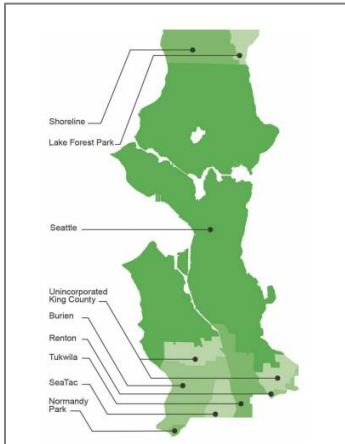 Shoreline
Lake Forest Park
Seattle
Unincorporated
King County
Burien
Renton
Tukwila
SeaTac
Normandy
Park